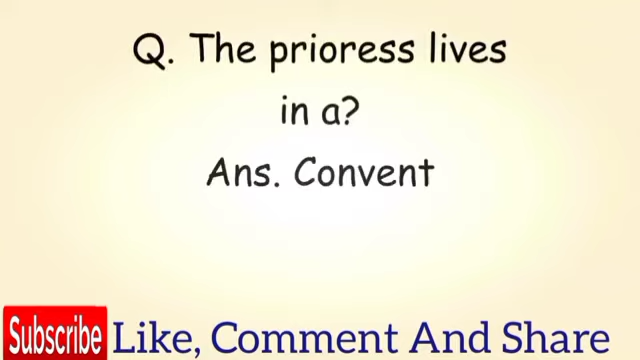 Q. The prioress lives
in a?
Ans. Convent
Subscribe Like, Comment And Share